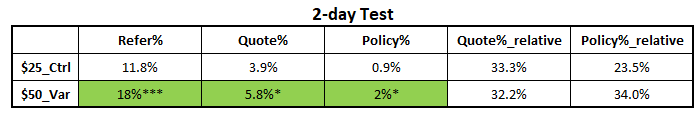 2-day Test
Refer% Quote% Policy% Quote%_relative Policy%_relative
$25_Ctrl 11.8% 3.9% 0.9% 33.3% 23.5%
$50_Var 18%*** 5.8%* 2%* 32.2% 34.0%